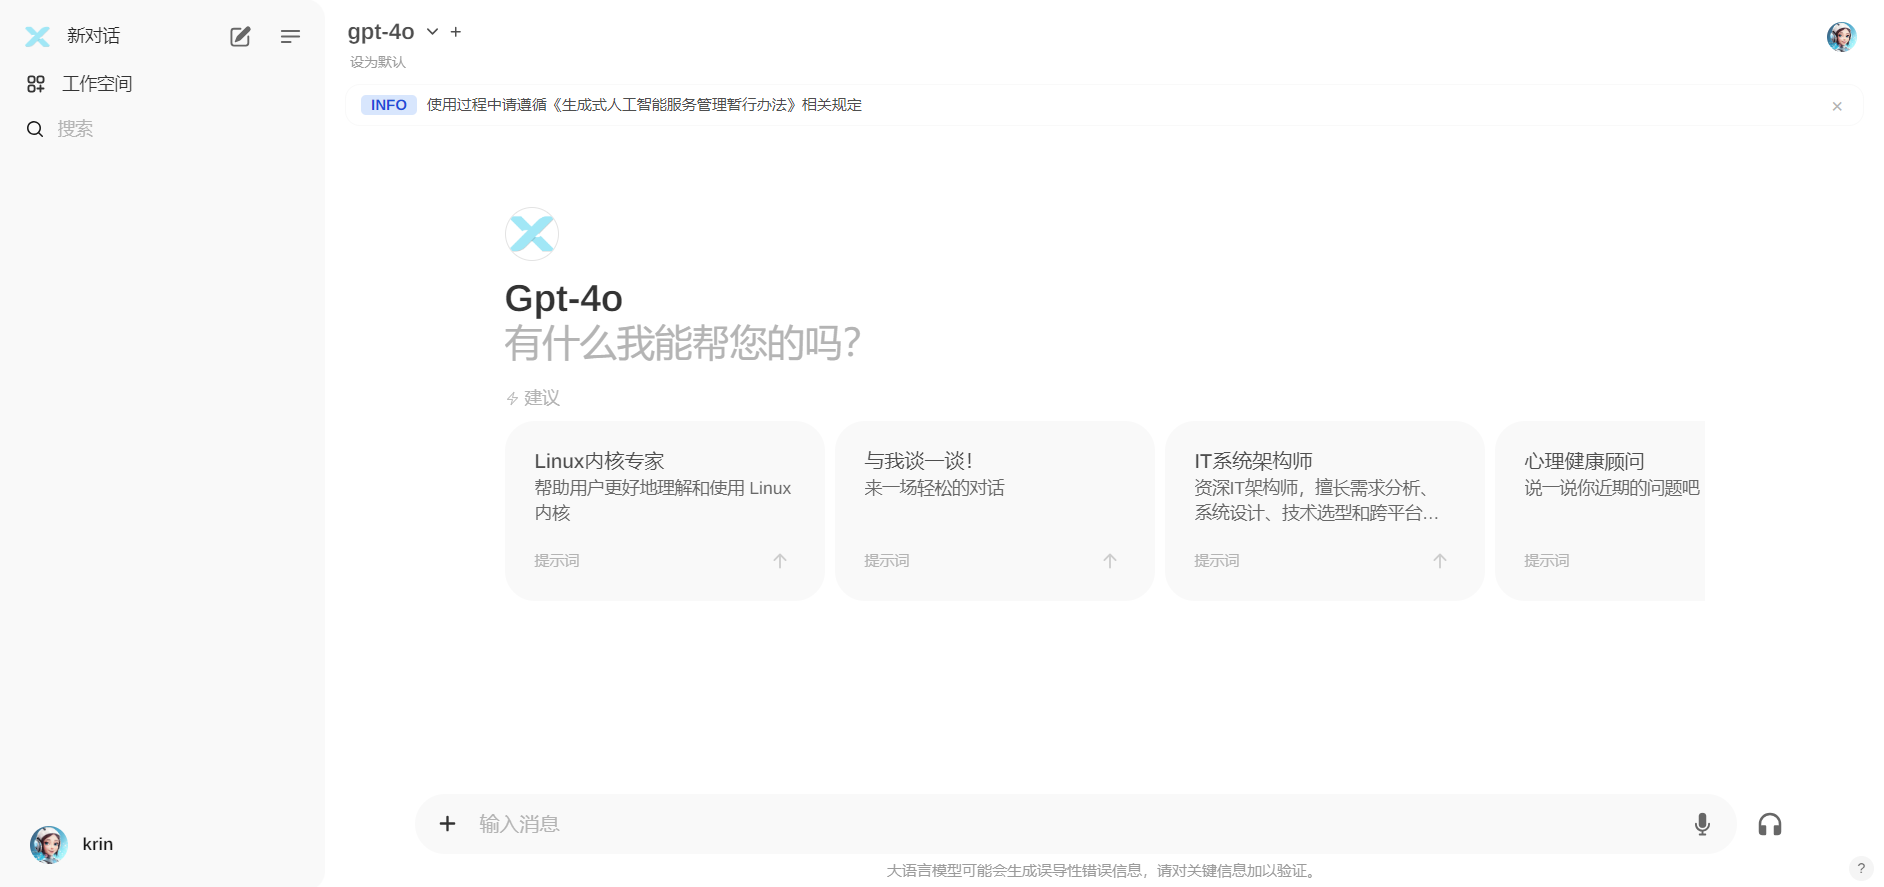 新对话
工作空间
搜索
krin
gpt-4o
设为默认
INFO 使用过程中请遵循《生成式人工智能服务管理暂行办法》相关规定
Gpt-4o
有什么我能帮您的吗?
建议
Linux内核专家
帮助用户更好地理解和使用 Linux
内核
提示词
与我谈一谈！
来一场轻松的对话
提示词
IT系统架构师
资深IT架构师，擅长需求分析、
系统设计、技术选型和跨平台...
提示词
心理健康顾问
说一说你近期的问题吧
提示词
输入消息
大语言模型可能会生成误导性错误信息，请对关键信息加以验证。
?